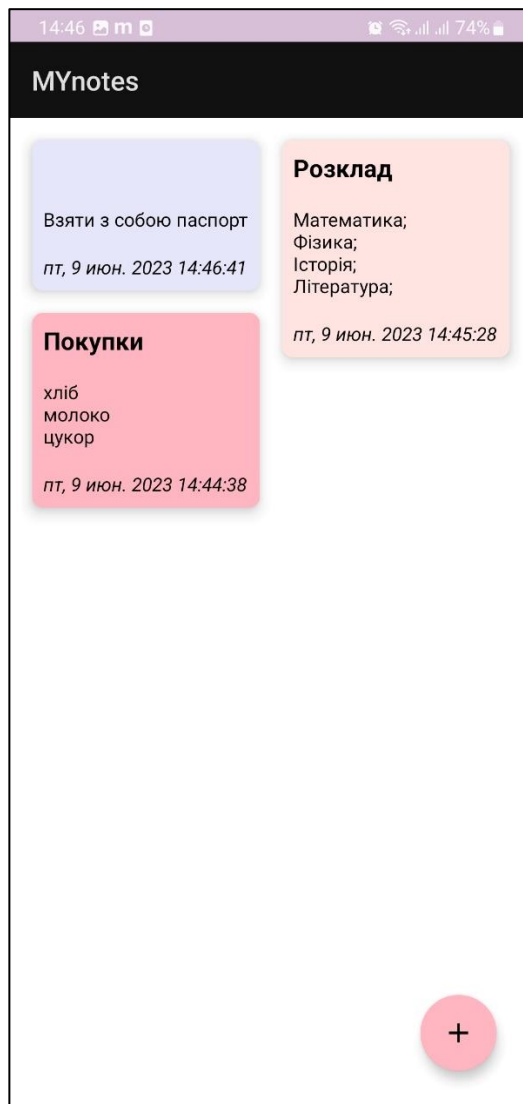 14:46 m 74%
MYnotes
Взяти з собою паспорт
пт, 9 июн. 2023 14:46:41
Розклад
Математика;
Фізика;
Історія;
Література;
пт, 9 июн. 2023 14:45:28
Покупки
хліб
молоко
цукор
пт, 9 июн. 2023 14:44:38
+